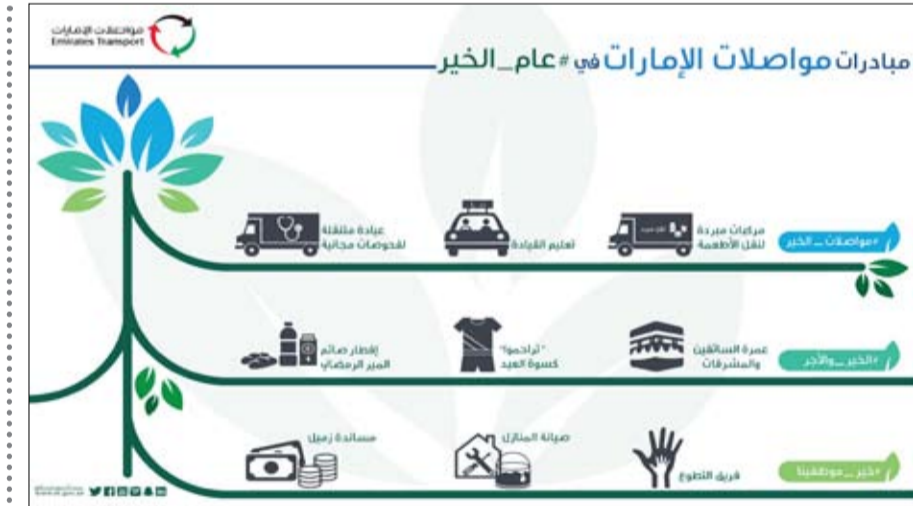 مواصلات الإمارات
Emirates Transport
مبادرات مواصلات الإمارات في #عام_الخير
#مواصلات_الخير
مركبات مبردة
لنقل الأطعمة
تعليم القيادة
عيادة متنقلة
لفحوصات مجانية
#الخير_والأجر
عمرة السائقين
والمشرفات
"تراحموا"
كسوة العيد
إفطار صائم
المير الرمضاني
#خير_موظفينا
فريق التطوع
صيانة المنازل
مساندة زميل